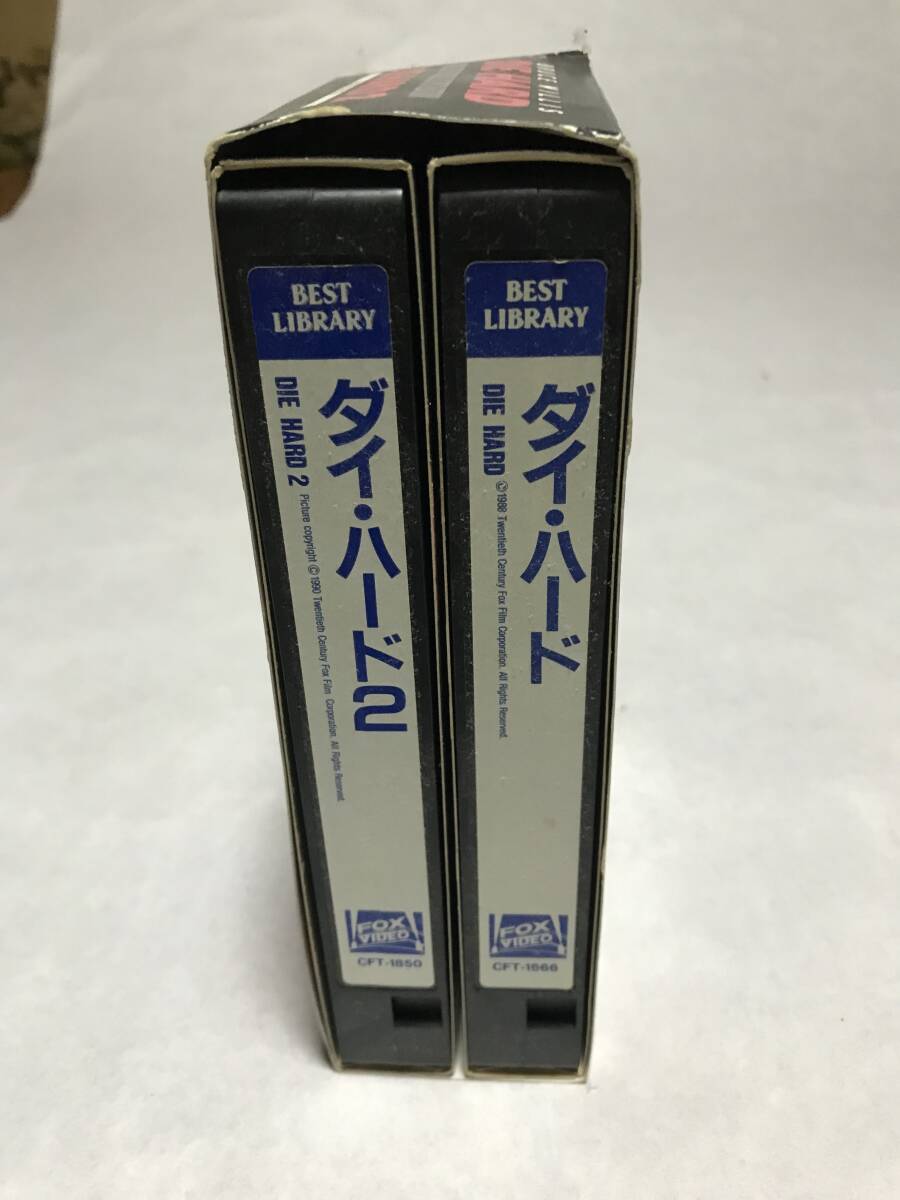 BRUCE WILLIS
BEST
LIBRARY
ダイ・ハード2
DIE HARD 2
Picture copyright ©1990 Twentieth Century Fox Film Corporation. All Rights Reserved.
FOX
VIDEO
CFT-1850
BEST
LIBRARY
ダイ・ハード
DIE HARD
©1988 Twentieth Century Fox Film Corporation. All Rights Reserved.
FOX
VIDEO
CFT-1666